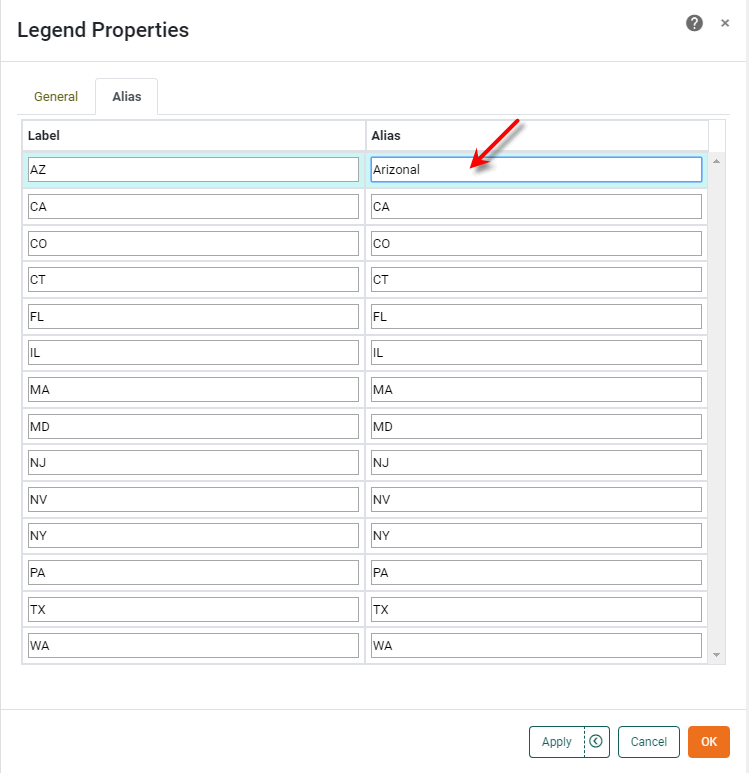 Legend Properties
General Alias
Label Alias
AZ Arizonal
CA CA
CO CO
CT CT
FL FL
IL IL
MA MA
MD MD
NJ NJ
NV NV
NY NY
PA PA
TX TX
WA WA
Apply Cancel OK